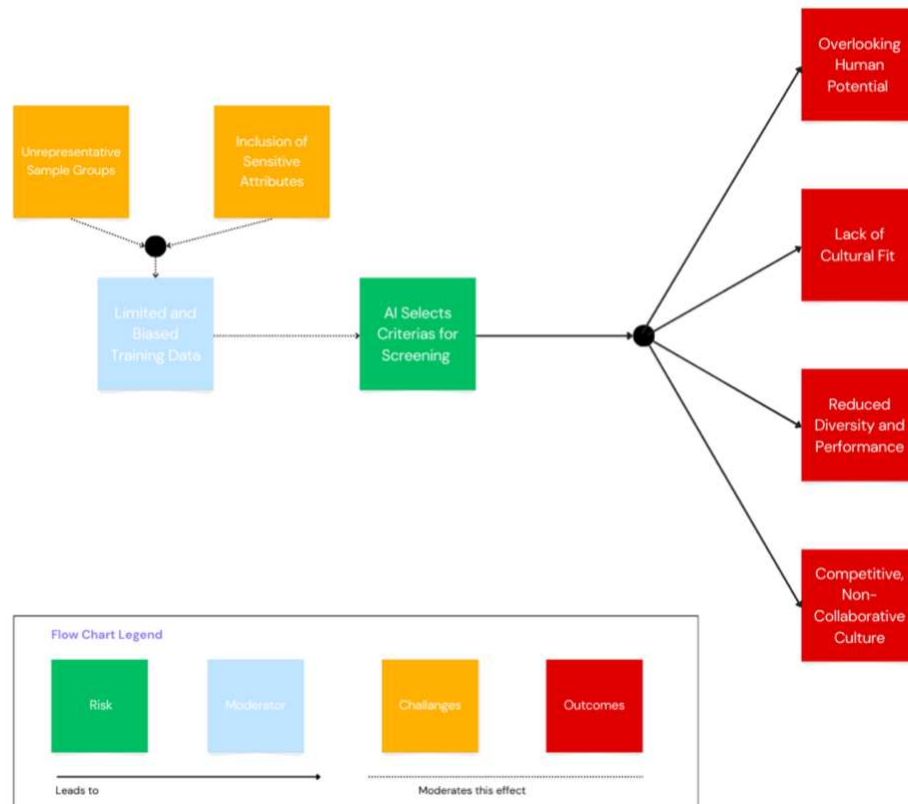 Overlooking
Human
Potential
Unrepresentative
Sample Groups
Inclusion of
Sensitive
Attributes
Lack of
Cultural Fit
Limited and
Biased
Training Data
AI Selects
Criterias for
Screening
Reduced
Diversity and
Performance
Competitive,
Non-
Collaborative
Culture
Flow Chart Legend
Risk
Moderator
Challanges
Outcomes
Leads to
Moderates this effect